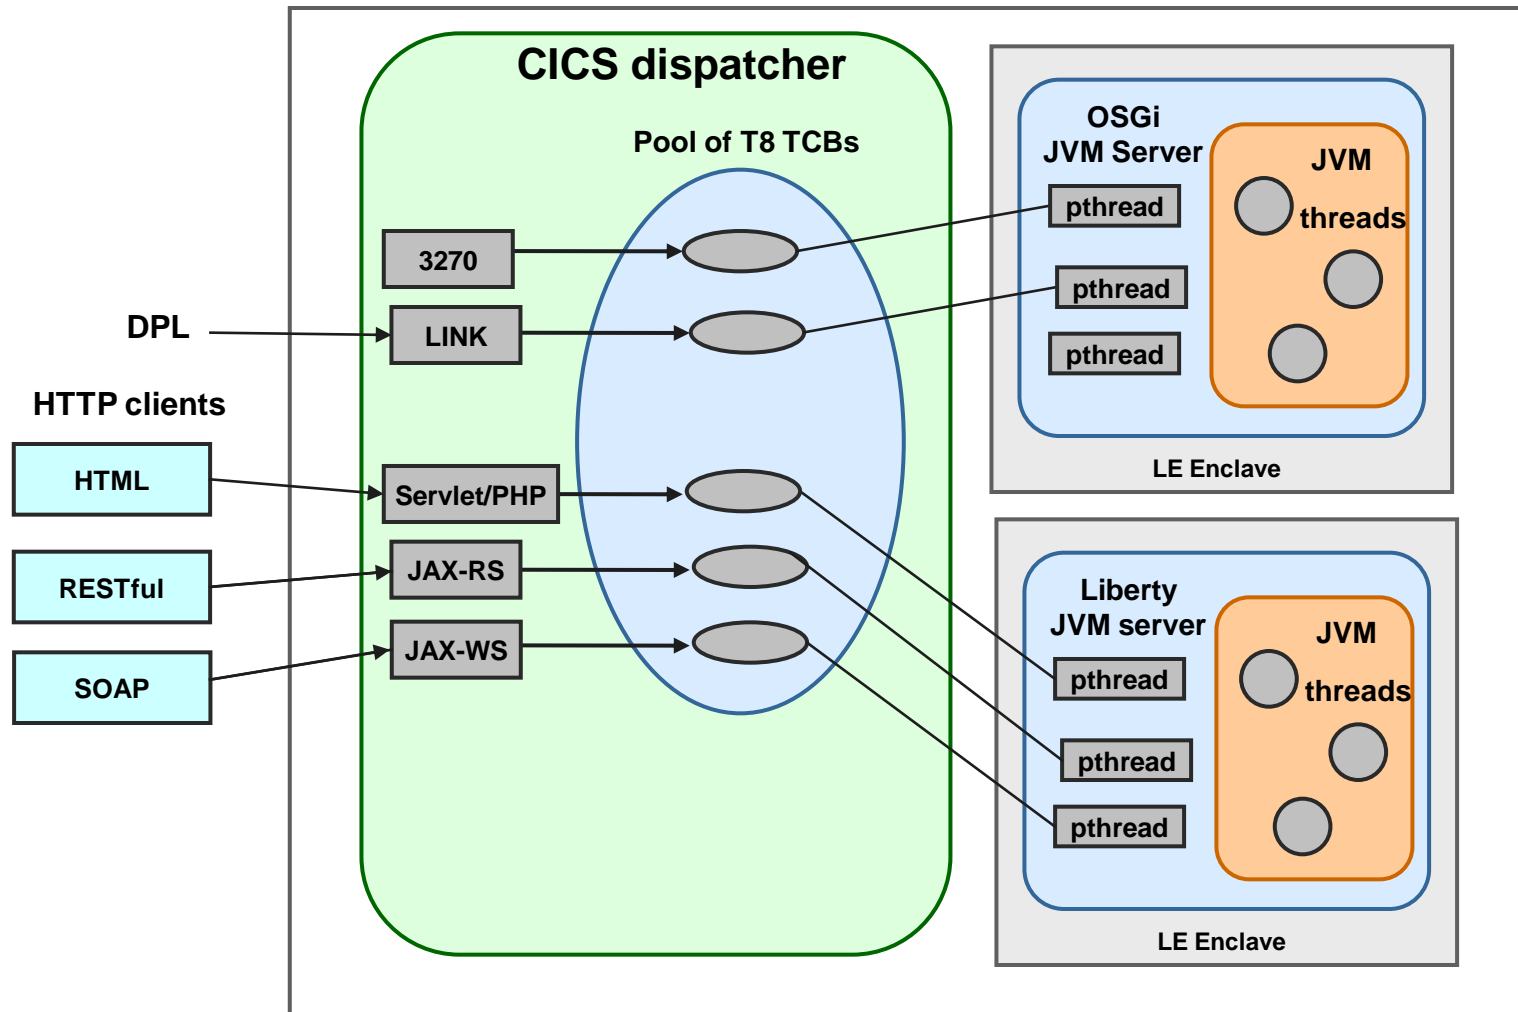 CICS dispatcher
Pool of T8 TCBs
3270
DPL
LINK
HTTP clients
HTML
Servlet/PHP
RESTful
JAX-RS
SOAP
JAX-WS
OSGi
JVM Server
pthread
pthread
pthread
JVM
threads
LE Enclave
Liberty
JVM server
pthread
pthread
pthread
JVM
threads
LE Enclave